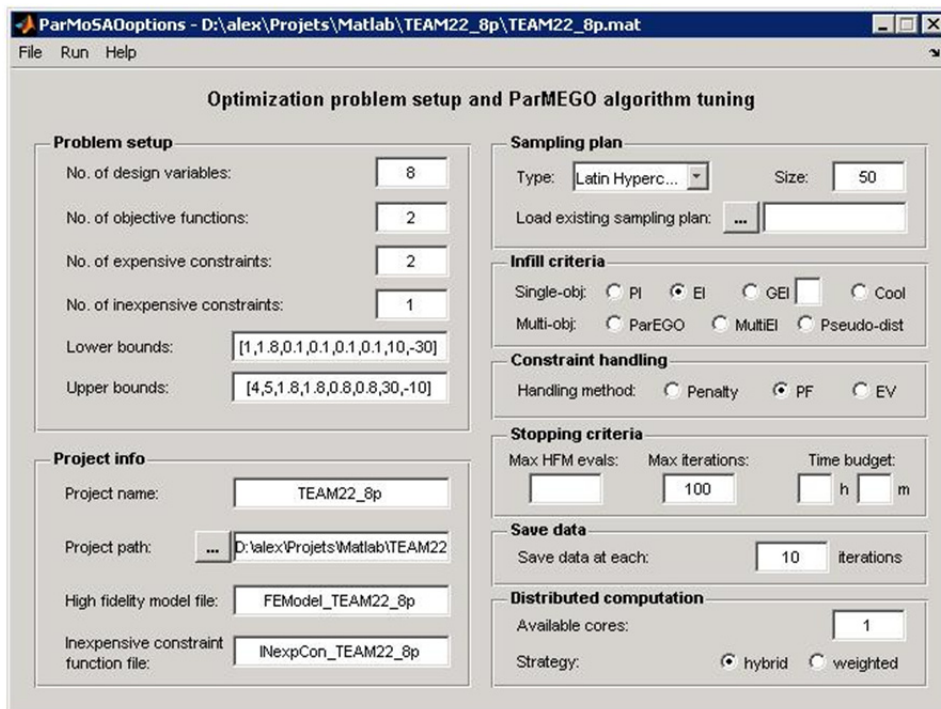 ParMoSAOoptions - D:\alex\Projets\Matlab\TEAM22_8p\TEAM22_8p.mat
File Run Help
Optimization problem setup and ParMEGO algorithm tuning
Problem setup
No. of design variables: 8
No. of objective functions: 2
No. of expensive constraints: 2
No. of inexpensive constraints: 1
Lower bounds: [1,1.8,0.1,0.1,0.1,0.1,10,-30]
Upper bounds: [4,5,1.8,1.8,0.8,0.8,30,-10]
Project info
Project name: TEAM22_8p
Project path: ... D:\alex\Projets\Matlab\TEAM22
High fidelity model file: FEModel_TEAM22_8p
Inexpensive constraint
function file: INexpCon_TEAM22_8p
Sampling plan
Type: Latin Hyperc... Size: 50
Load existing sampling plan: ...
Infill criteria
Single-obj: PI EI GEI Cool
Multi-obj: ParEGO MultiEI Pseudo-dist
Constraint handling
Handling method: Penalty PF EV
Stopping criteria
Max HFM evals: Max iterations: Time budget:
100 h m
Save data
Save data at each: 10 iterations
Distributed computation
Available cores: 1
Strategy: hybrid weighted